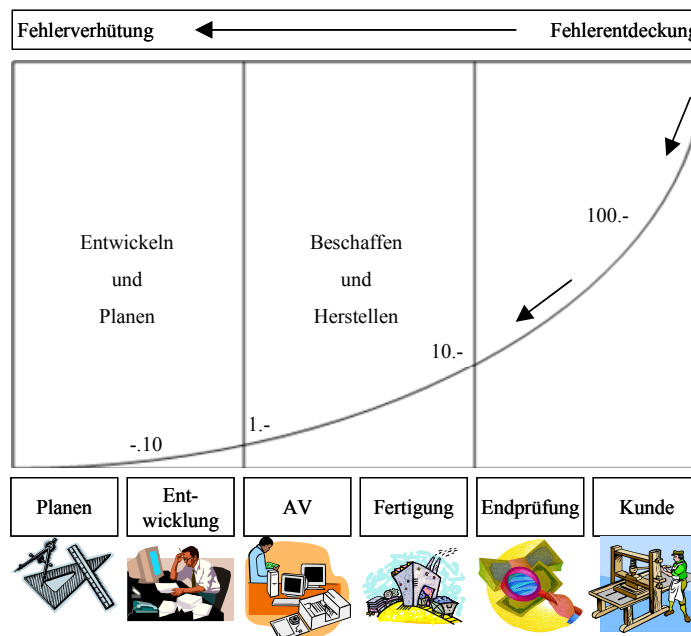 Fehlerverhütung
Fehlerentdeckung
Entwickeln
und
Planen
Beschaffen
und
Herstellen
100.-
10.-
1.-
-.10
Planen
Ent-
wicklung
AV
Fertigung
Endprüfung
Kunde